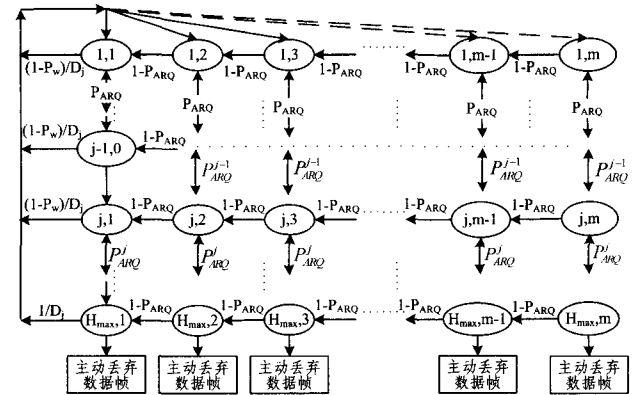 1,1 1,2 1,3 1,m-1 1,m
(1-P_w)/D_j 1-P_ARQ 1-P_ARQ 1-P_ARQ 1-P_ARQ 1-P_ARQ
P_ARQ P_ARQ P_ARQ P_ARQ P_ARQ
(1-P_w)/D_j j-1,0 1-P_ARQ
P_ARQ^{j-1} P_ARQ^{j-1} P_ARQ^{j-1} P_ARQ^{j-1}
(1-P_w)/D_j 1-P_ARQ 1-P_ARQ 1-P_ARQ 1-P_ARQ 1-P_ARQ
j,1 j,2 j,3 j,m-1 j,m
P_ARQ^j P_ARQ^j P_ARQ^j P_ARQ^j P_ARQ^j
1/D_j 1-P_ARQ 1-P_ARQ 1-P_ARQ 1-P_ARQ 1-P_ARQ
H_max,1 H_max,2 H_max,3 H_max,m-1 H_max,m
主动丢弃 主动丢弃 主动丢弃 主动丢弃 主动丢弃
数据帧 数据帧 数据帧 数据帧 数据帧